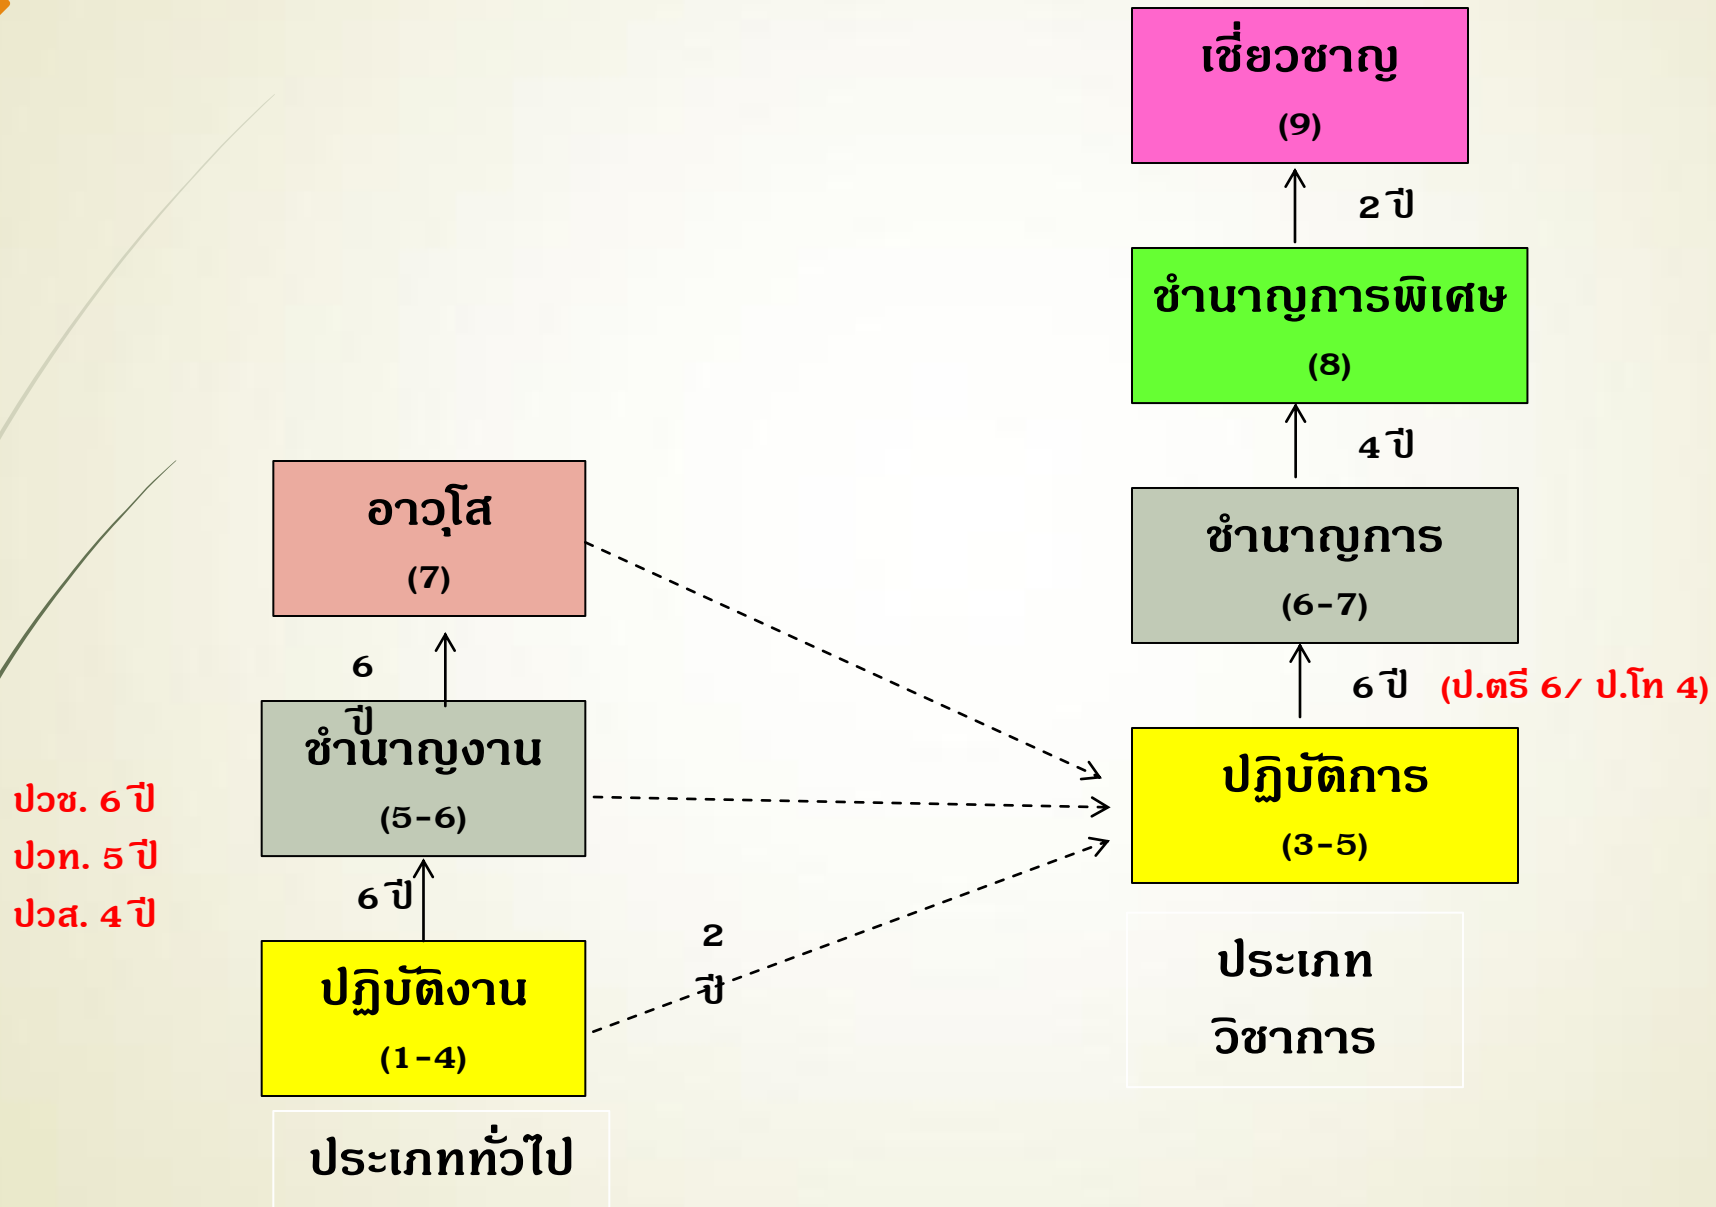 เชี่ยวชาญ
(9)
2 ปี
ชำนาญการพิเศษ
(8)
4 ปี
ชำนาญการ
(6-7)
6 ปี (ป.ตรี 6/ ป.โท 4)
ปฏิบัติการ
(3-5)
ประเภท
วิชาการ
อาวุโส
(7)
6
ปี
ชำนาญงาน
(5-6)
6 ปี
ปวช. 6 ปี
ปวท. 5 ปี
ปวส. 4 ปี
2
ปี
ปฏิบัติงาน
(1-4)
ประเภททั่วไป